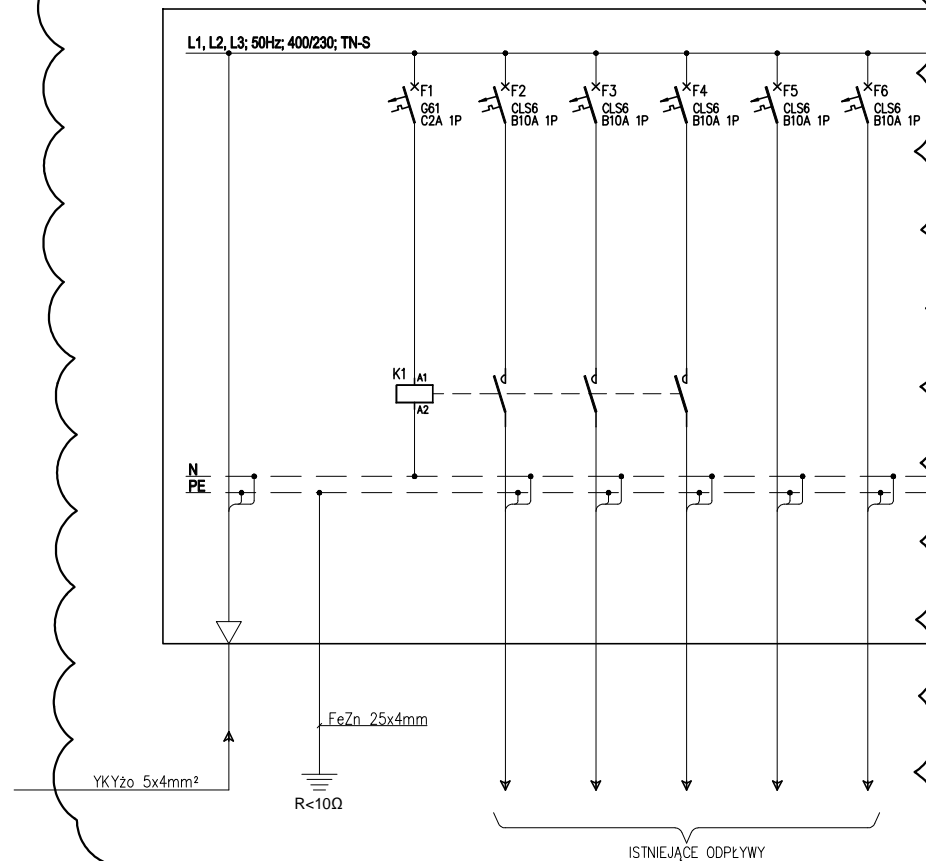 L1, L2, L3; 50Hz; 400/230; TN-S
F1
G61
C2A 1P
F2
CLS6
B10A 1P
F3
CLS6
B10A 1P
F4
CLS6
B10A 1P
F5
CLS6
B10A 1P
F6
CLS6
B10A 1P
K1
A1
A2
N
PE
FeZn 25x4mm
YKYżo 5x4mm²
R<10Ω
ISTNIEJĄCE ODPŁYWY